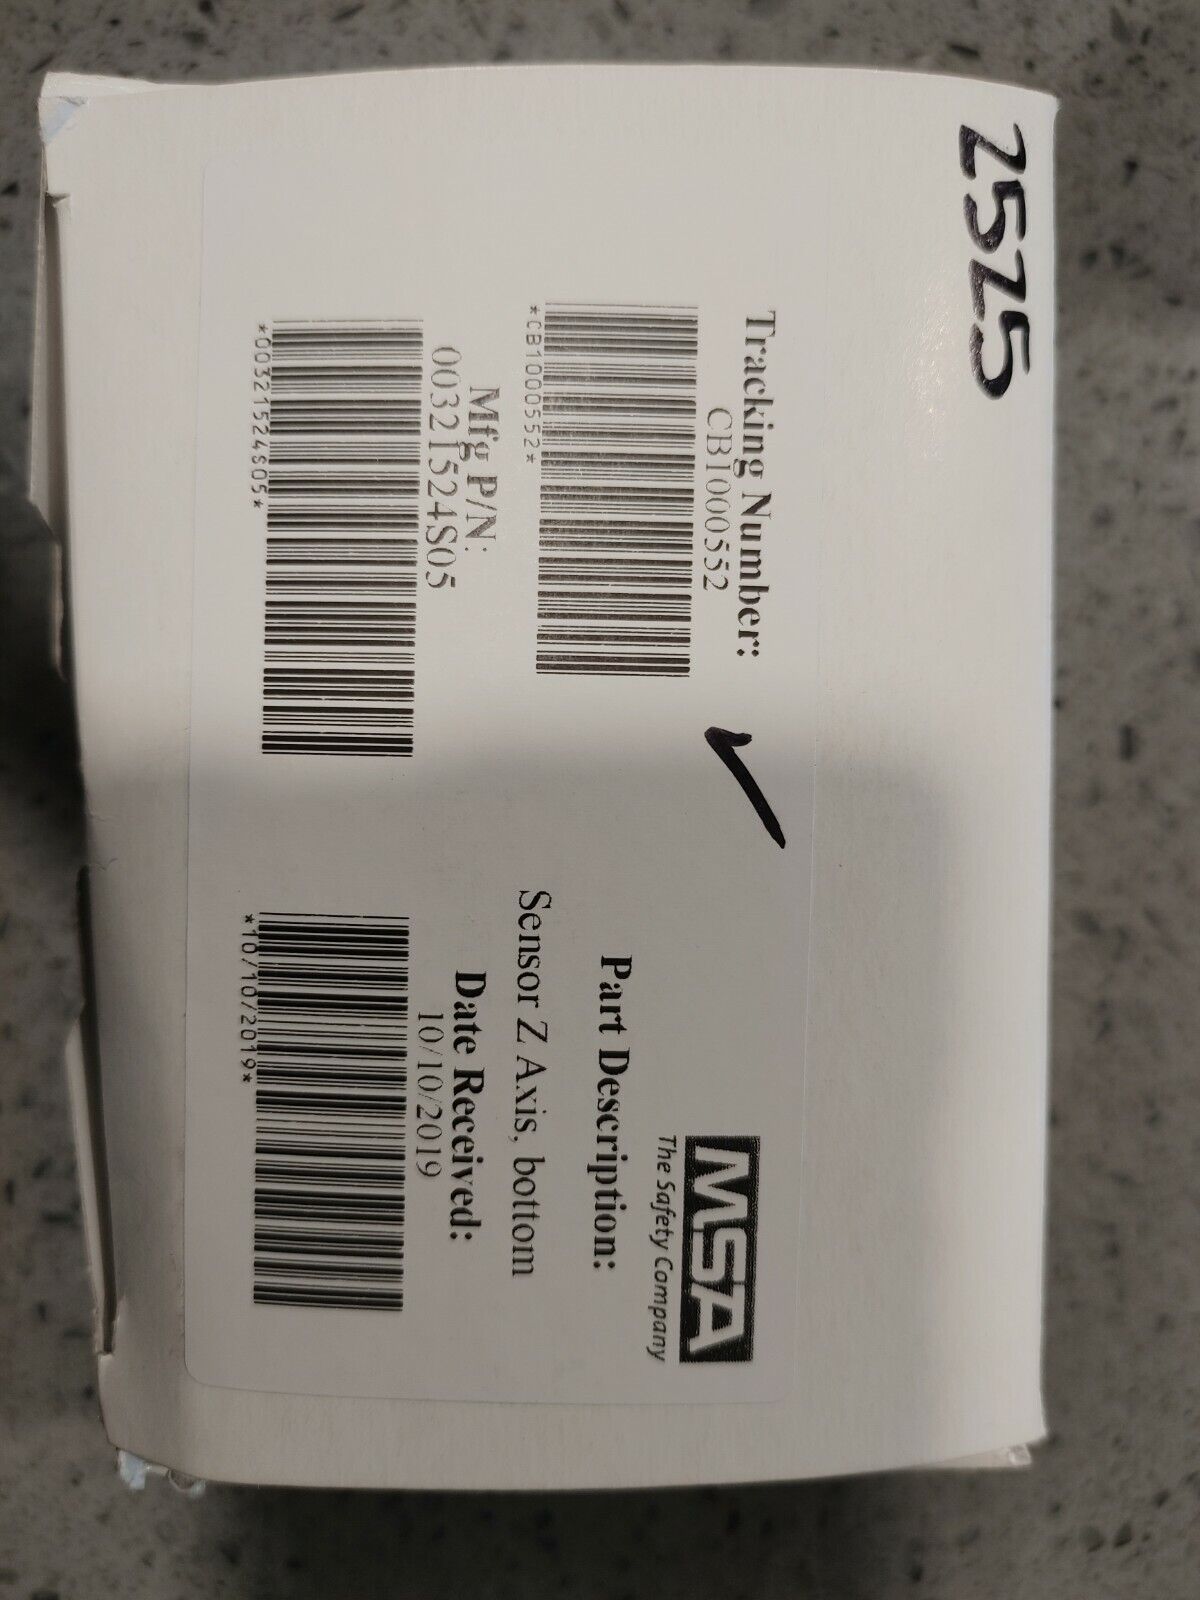 2525
Tracking Number:
CB1000552
*CB1000552*
Mfg P/N:
00321524S05
*00321524S05*
MSA
The Safety Company
Part Description:
Sensor Z Axis, bottom
Date Received:
10/10/2019
*10/10/2019*